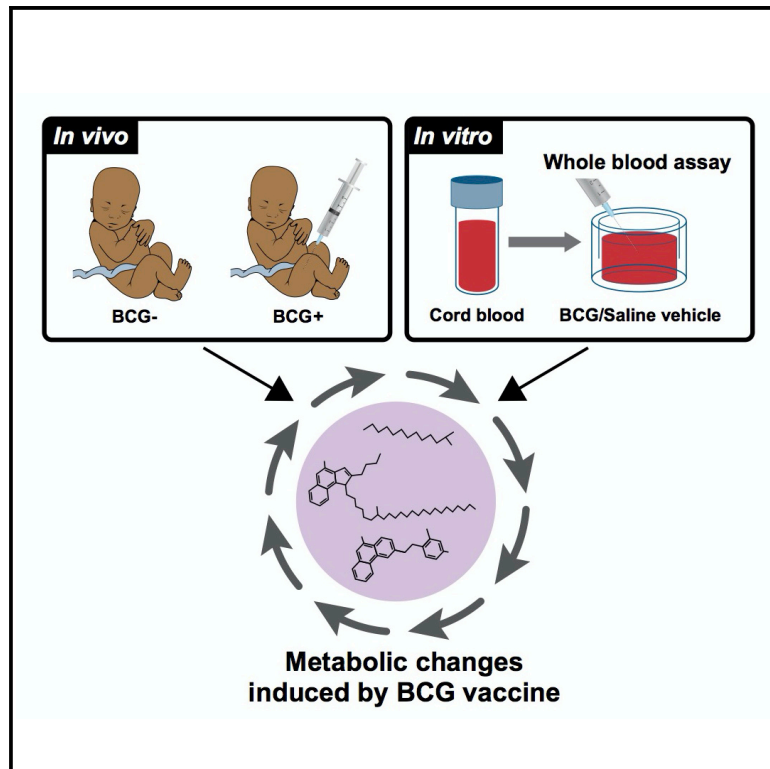 In vivo
BCG-
BCG+
In vitro
Whole blood assay
Cord blood
BCG/Saline vehicle
Metabolic changes
induced by BCG vaccine